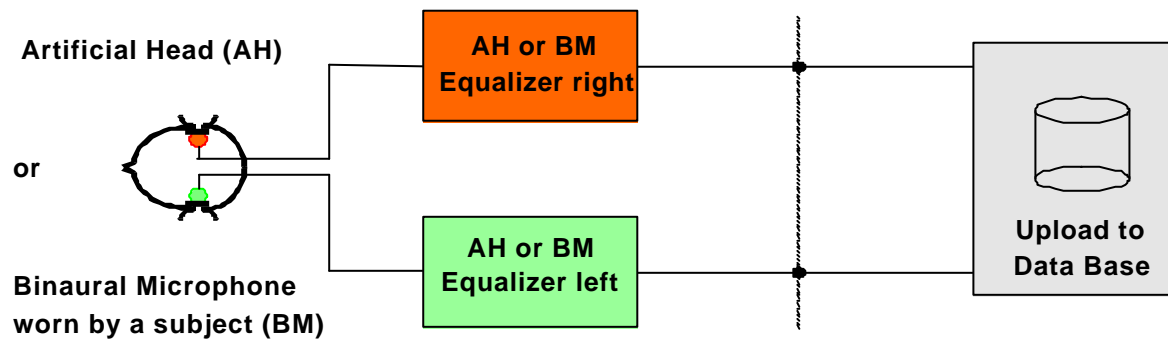 Artificial Head (AH)
or
Binaural Microphone
worn by a subject (BM)
AH or BM
Equalizer right
AH or BM
Equalizer left
Upload to
Data Base